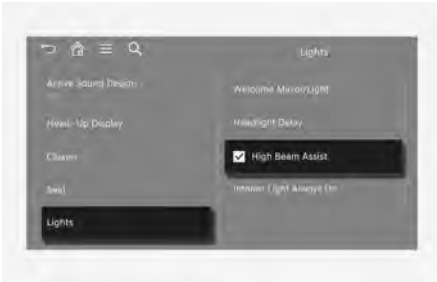 Lights
Active Sound Design
Welcome Mirror/Light
Head-Up Display
Headlight Delay
Cluster
High Beam Assist
Seat
Interior Light Always On
Lights